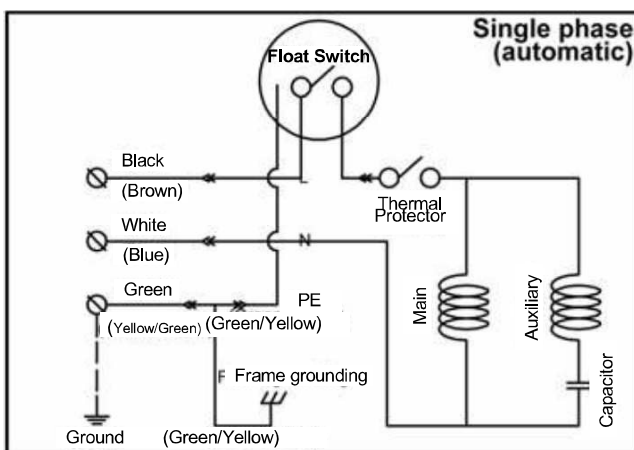 Single phase
(automatic)
Float Switch
Black
(Brown)
L
Thermal
Protector
White
(Blue)
N
Green
(Yellow/Green)
(Green/Yellow)
PE
Main
Auxiliary
Capacitor
F
Frame grounding
Ground
(Green/Yellow)